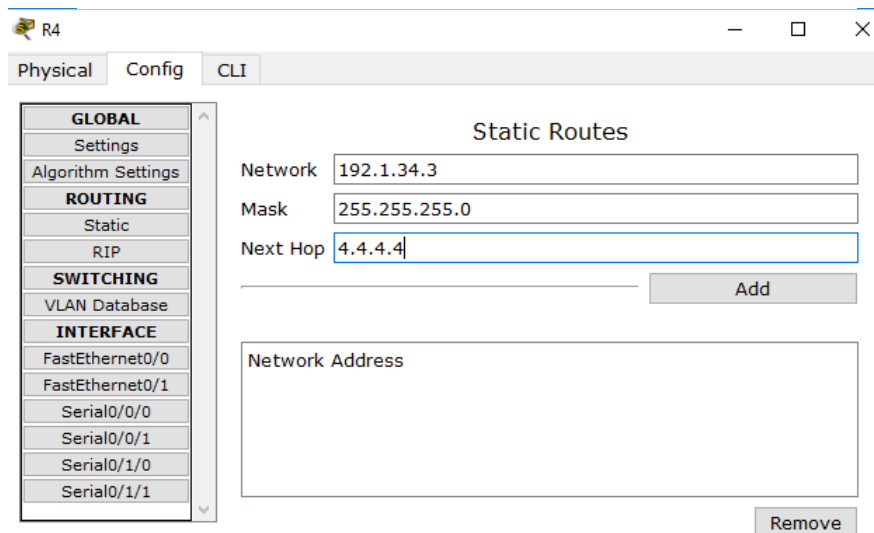 R4
Physical Config CLI
GLOBAL
Settings
Algorithm Settings
ROUTING
Static
RIP
SWITCHING
VLAN Database
INTERFACE
FastEthernet0/0
FastEthernet0/1
Serial0/0/0
Serial0/0/1
Serial0/1/0
Serial0/1/1
Static Routes
Network 192.1.34.3
Mask 255.255.255.0
Next Hop 4.4.4.4
Add
Network Address
Remove